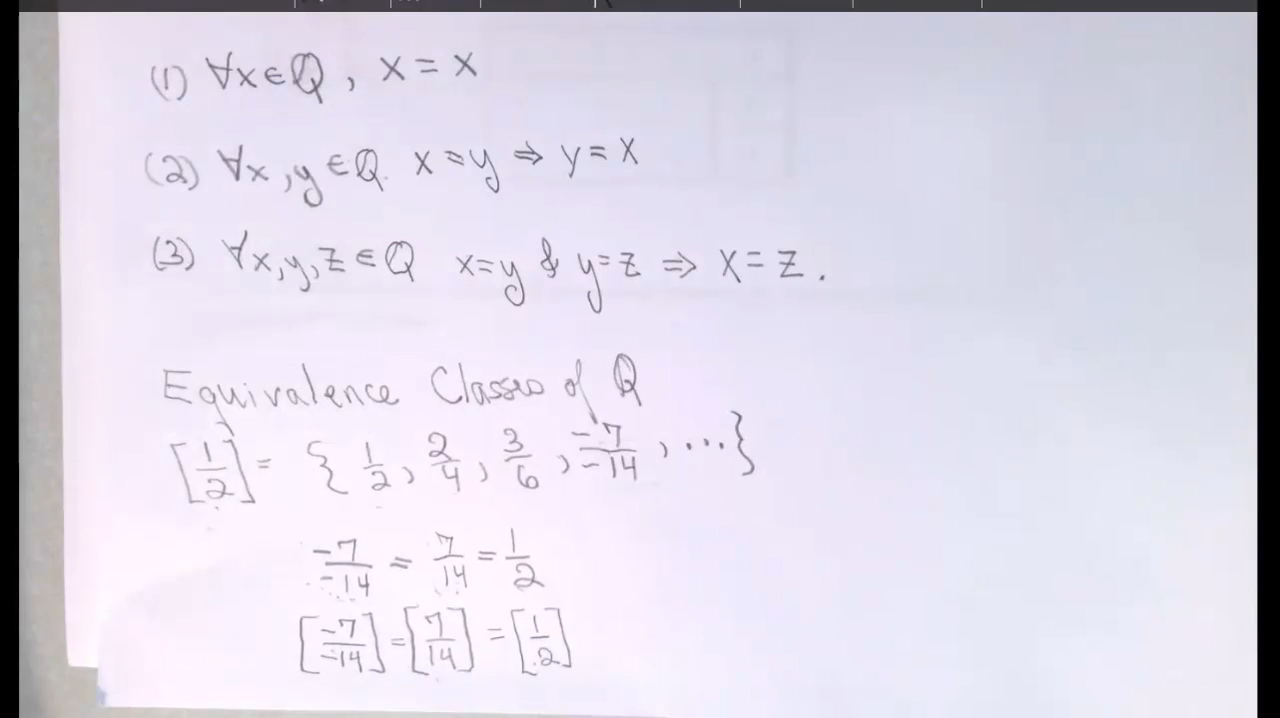 (1) ∀x∈Q, x = x
(2) ∀x,y ∈Q. x = y ⇒ y = x
(3) ∀x,y,z ∈ Q x=y & y=z ⇒ x = z.
Equivalence Classes of Q
[1/2] = { 1/2, 2/4, 3/6, -7/-14, ...}
-7/-14 = 7/14 = 1/2
[-7/-14] = [7/14] = [1/2]